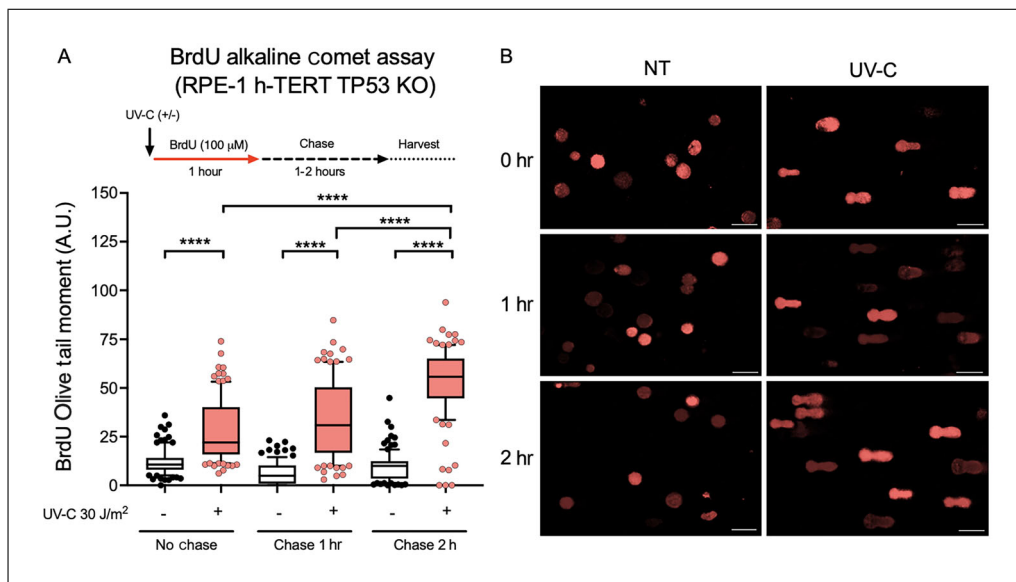 A
BrdU alkaline comet assay
(RPE-1 h-TERT TP53 KO)
UV-C (+/-)
BrdU (100 μM)
Chase
Harvest
1 hour
1-2 hours
BrdU Olive tail moment (A.U.)
150
125
100
75
50
25
0
****
****
****
****
****
UV-C 30 J/m²
-
+
-
+
-
+
No chase
Chase 1 hr
Chase 2 h
B
NT
UV-C
0 hr
1 hr
2 hr